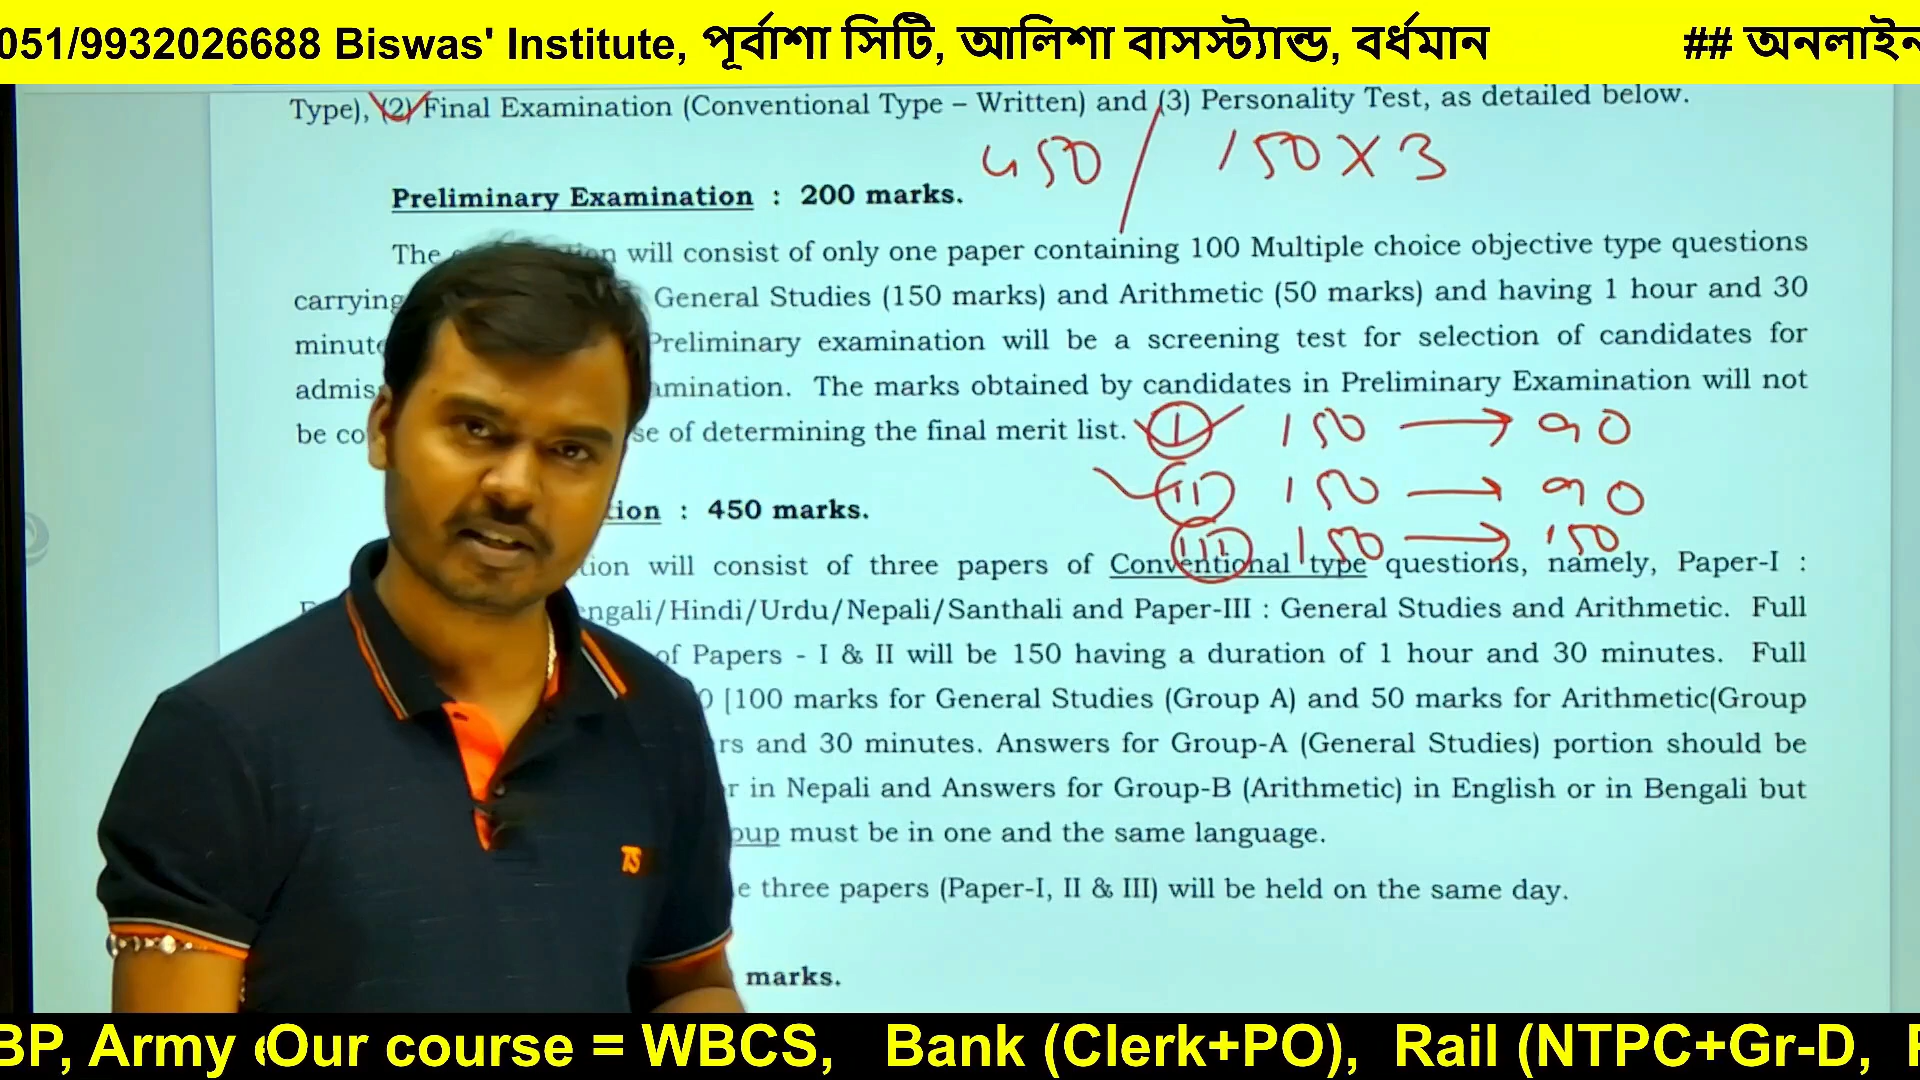 051/9932026688 Biswas' Institute, পূর্বাশা সিটি, আলিশা বাসস্ট্যান্ড, বর্ধমান ## অনলাইন
Type), (2) Final Examination (Conventional Type – Written) and (3) Personality Test, as detailed below.
450 / 150 X 3
Preliminary Examination : 200 marks.
The will consist of only one paper containing 100 Multiple choice objective type questions
carrying General Studies (150 marks) and Arithmetic (50 marks) and having 1 hour and 30
Preliminary examination will be a screening test for selection of candidates for
The marks obtained by candidates in Preliminary Examination will not
be of determining the final merit list.
I 150 → 90
II 150 → 90
: 450 marks.
III 150 → 150
will consist of three papers of Conventional type questions, namely, Paper-I :
/Hindi/Urdu/Nepali/Santhali and Paper-III : General Studies and Arithmetic. Full
of Papers - I & II will be 150 having a duration of 1 hour and 30 minutes. Full
[100 marks for General Studies (Group A) and 50 marks for Arithmetic(Group
and 30 minutes. Answers for Group-A (General Studies) portion should be
in Nepali and Answers for Group-B (Arithmetic) in English or in Bengali but
must be in one and the same language.
three papers (Paper-I, II & III) will be held on the same day.
TS
marks.
BP, Army Our course = WBCS, Bank (Clerk+PO), Rail (NTPC+Gr-D,